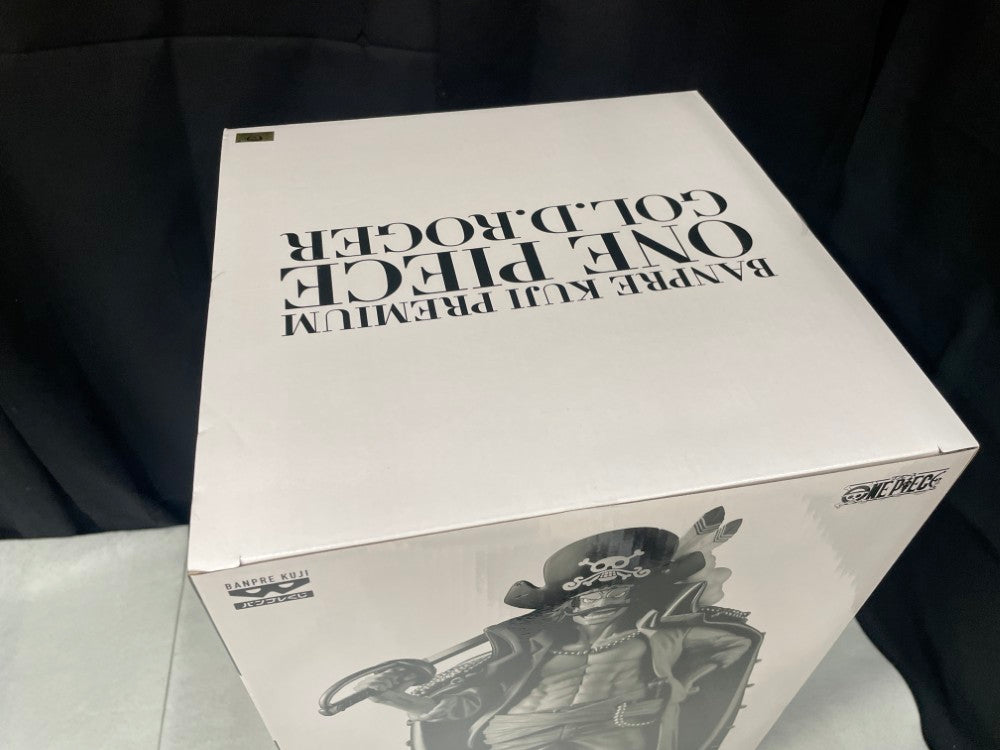 BANPRE KUJI PREMIUM
ONE PIECE
GOL.D.ROGER
BANPRE KUJI
バンプレくじ
ONE PIECE